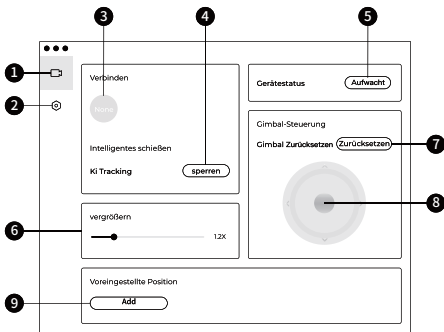 3
4
5
1
2
Verbinden
None
Intelligentes schießen
Ki Tracking
sperren
Gerätestatus
Aufwacht
Gimbal-Steuerung
Gimbal Zurücksetzen
Zurücksetzen
7
8
6
vergrößern
1.2X
9
Voreingestellte Position
Add